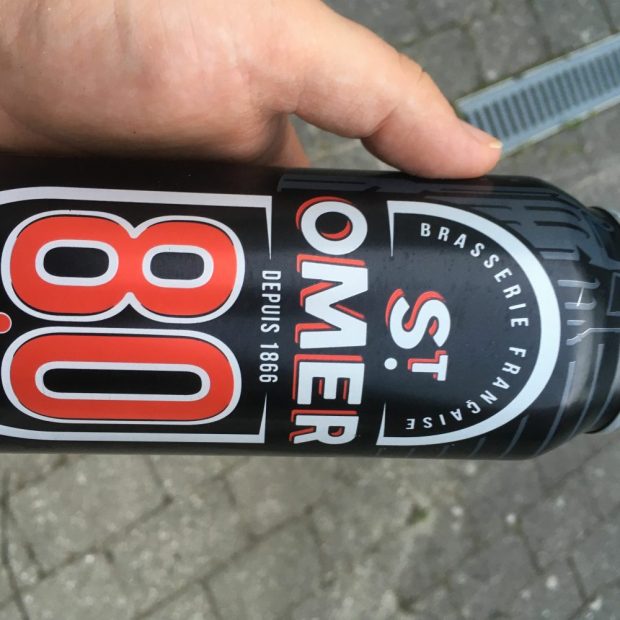 BRASSERIE FRANÇAISE
ST.
OMER
DEPUIS 1866
8.0